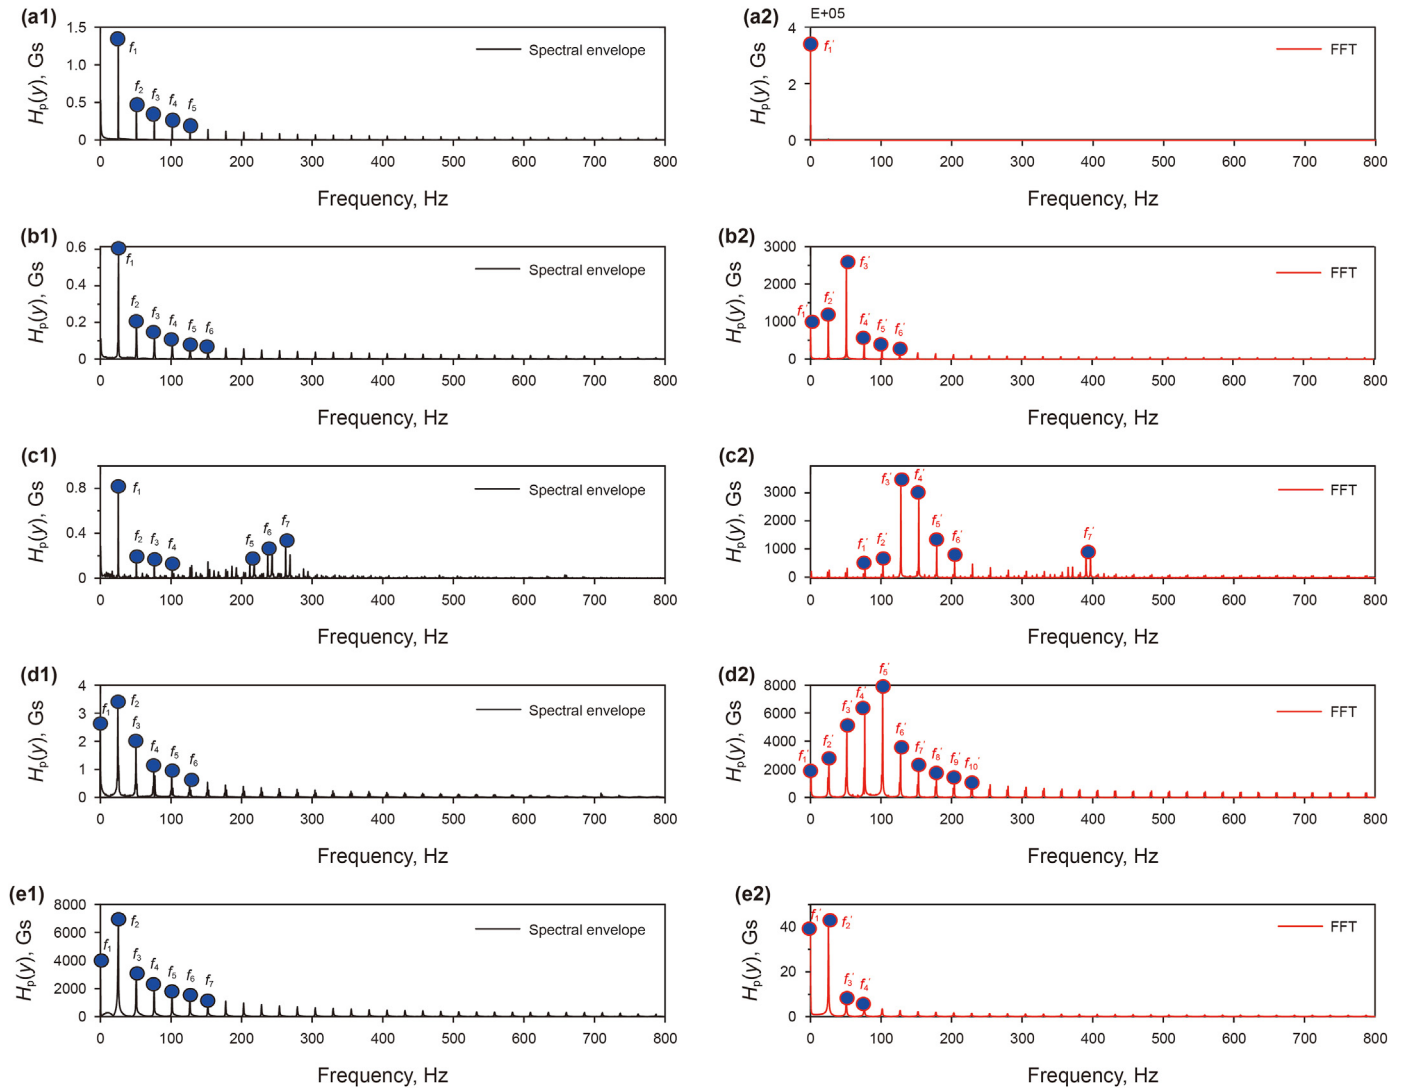 (a1)
1.5
1.0
0.5
0
Hp(y), Gs
f1
f2 f3 f4 f5
Spectral envelope
0 100 200 300 400 500 600 700 800
Frequency, Hz
(a2)
E+05
4
2
0
Hp(y), Gs
f1′
FFT
0 100 200 300 400 500 600 700 800
Frequency, Hz
(b1)
0.6
0.4
0.2
0
Hp(y), Gs
f1
f2 f3 f4 f5 f6
Spectral envelope
0 100 200 300 400 500 600 700 800
Frequency, Hz
(b2)
3000
2000
1000
0
Hp(y), Gs
f1′ f2′ f3′ f4′ f5′ f6′
FFT
0 100 200 300 400 500 600 700 800
Frequency, Hz
(c1)
0.8
0.4
0
Hp(y), Gs
f1
f2 f3 f4 f5 f6 f7
Spectral envelope
0 100 200 300 400 500 600 700 800
Frequency, Hz
(c2)
3000
2000
1000
0
Hp(y), Gs
f1′ f2′ f3′ f4′ f5′ f6′ f7′
FFT
0 100 200 300 400 500 600 700 800
Frequency, Hz
(d1)
4
3
2
1
0
Hp(y), Gs
f1 f2 f3 f4 f5 f6
Spectral envelope
0 100 200 300 400 500 600 700 800
Frequency, Hz
(d2)
8000
6000
4000
2000
0
Hp(y), Gs
f1′ f2′ f3′ f4′ f5′ f6′ f7′ f8′ f9′ f10′
FFT
0 100 200 300 400 500 600 700 800
Frequency, Hz
(e1)
8000
6000
4000
2000
0
Hp(y), Gs
f1 f2 f3 f4 f5 f6 f7
Spectral envelope
0 100 200 300 400 500 600 700 800
Frequency, Hz
(e2)
40
20
0
Hp(y), Gs
f1′ f2′ f3′ f4′
FFT
0 100 200 300 400 500 600 700 800
Frequency, Hz